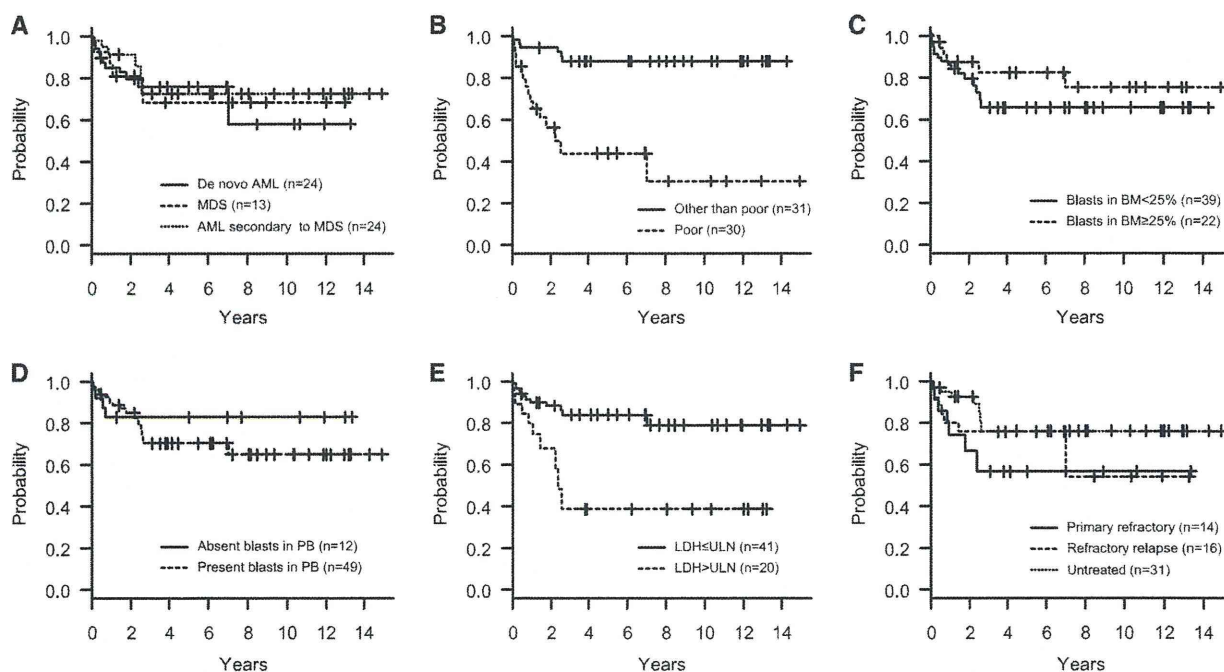 A
Probability
1.0
0.8
0.6
0.4
0.2
0.0
De novo AML (n=24)
MDS (n=13)
AML secondary to MDS (n=24)
0 2 4 6 8 10 12 14
Years
B
Probability
1.0
0.8
0.6
0.4
0.2
0.0
Other than poor (n=31)
Poor (n=30)
0 2 4 6 8 10 12 14
Years
C
Probability
1.0
0.8
0.6
0.4
0.2
0.0
Blasts in BM<25% (n=39)
Blasts in BM≥25% (n=22)
0 2 4 6 8 10 12 14
Years
D
Probability
1.0
0.8
0.6
0.4
0.2
0.0
Absent blasts in PB (n=12)
Present blasts in PB (n=49)
0 2 4 6 8 10 12 14
Years
E
Probability
1.0
0.8
0.6
0.4
0.2
0.0
LDH≤ULN (n=41)
LDH>ULN (n=20)
0 2 4 6 8 10 12 14
Years
F
Probability
1.0
0.8
0.6
0.4
0.2
0.0
Primary refractory (n=14)
Refractory relapse (n=16)
Untreated (n=31)
0 2 4 6 8 10 12 14
Years